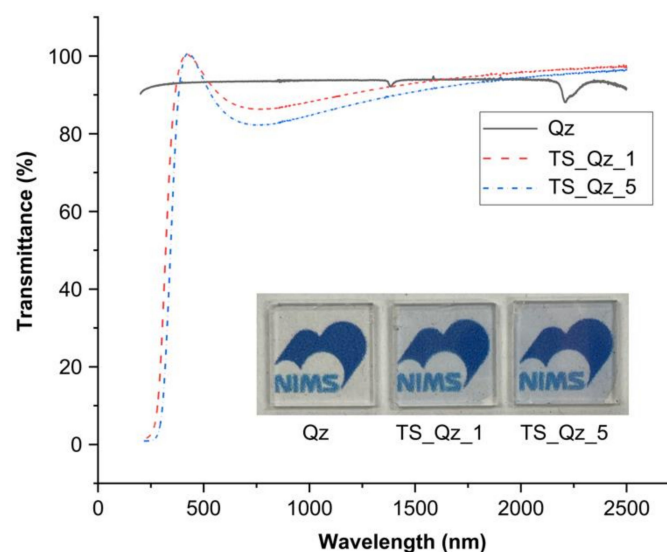 Transmittance (%)
100
80
60
40
20
0
Qz
TS_Qz_1
TS_Qz_5
NIMS
NIMS
NIMS
Qz
TS_Qz_1
TS_Qz_5
0
500
1000
1500
2000
2500
Wavelength (nm)